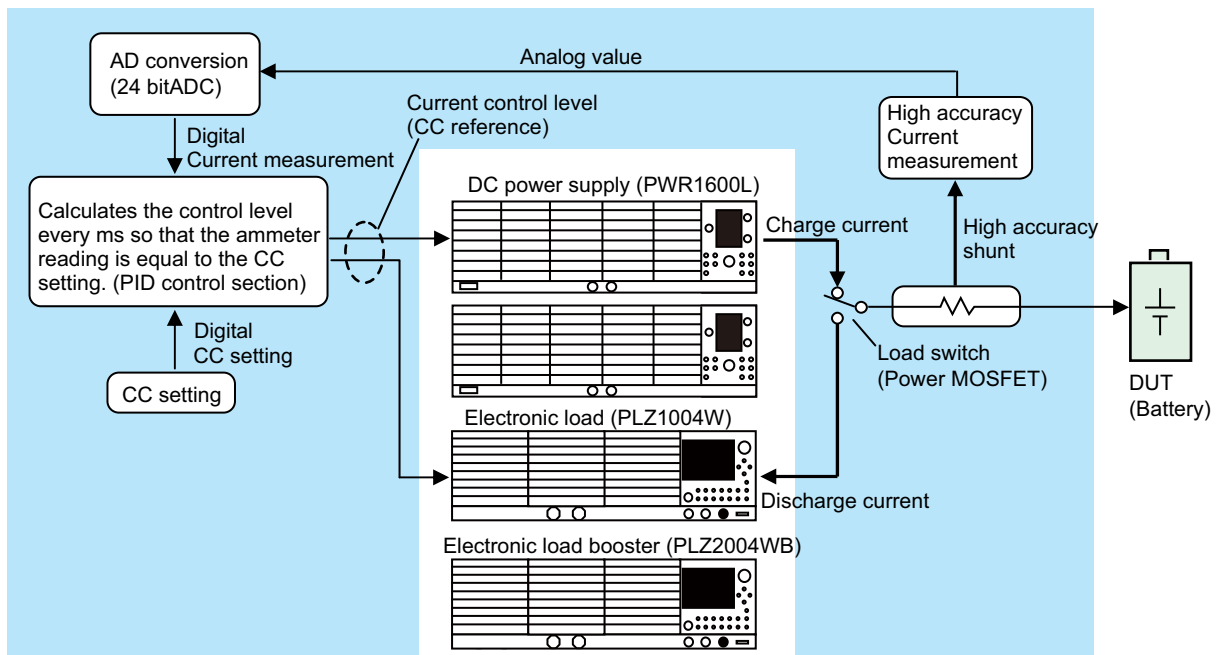 AD conversion
(24 bitADC)
Analog value
Current control level
(CC reference)
High accuracy
Current
measurement
Digital
Current measurement
DC power supply (PWR1600L)
Calculates the control level
every ms so that the ammeter
reading is equal to the CC
setting. (PID control section)
Charge current
High accuracy
shunt
Digital
CC setting
CC setting
Load switch
(Power MOSFET)
DUT
(Battery)
Electronic load (PLZ1004W)
Discharge current
Electronic load booster (PLZ2004WB)